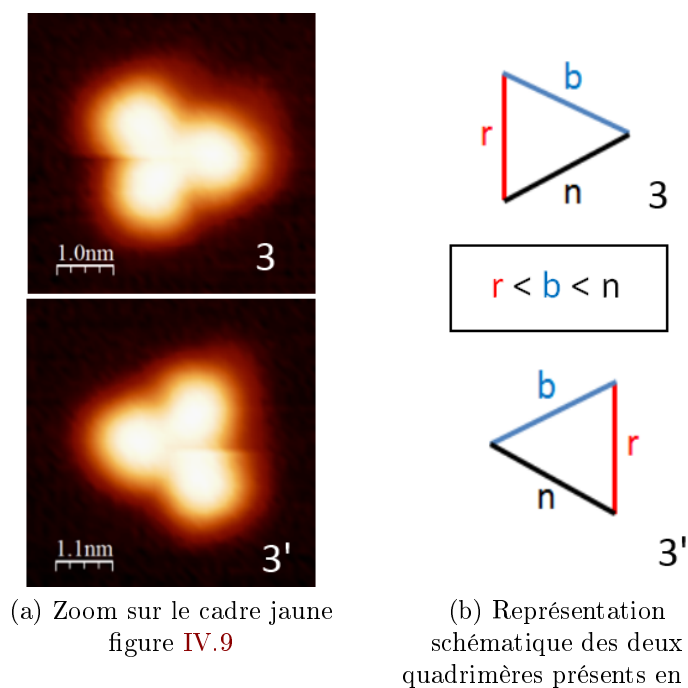 1.0nm
3
b
r
n
3
r < b < n
1.1nm
3'
b
r
n
3'
(a) Zoom sur le cadre jaune
figure IV.9
(b) Représentation
schématique des deux
quadrimères présents en